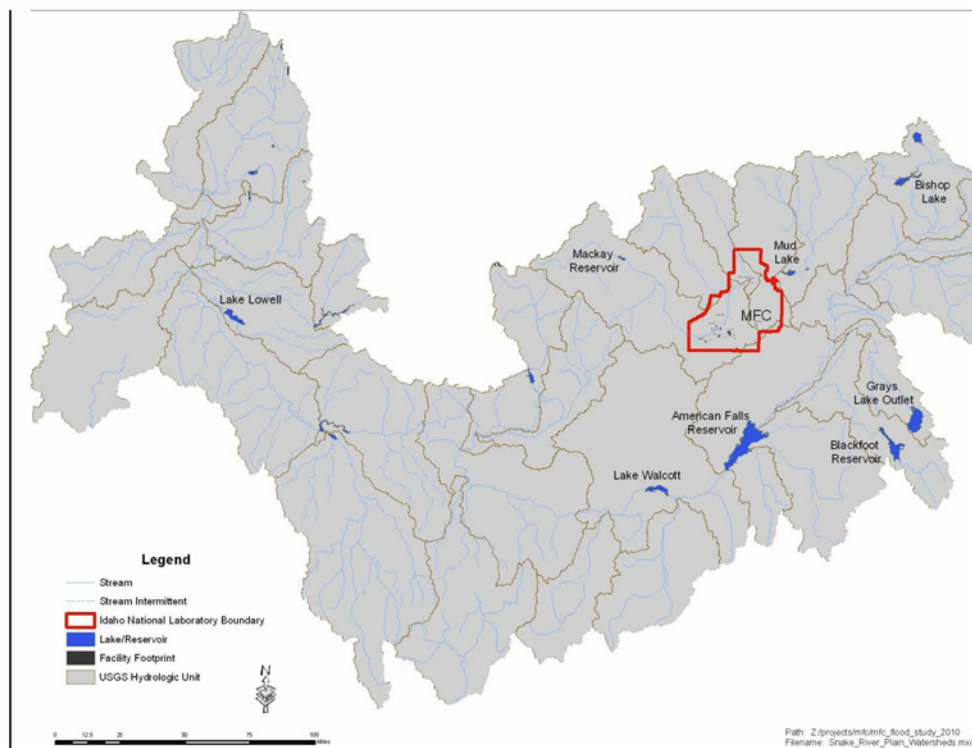 Bishop
Lake
Mud
Lake
Mackay
Reservoir
Lake Lowell
MFC
Grays
Lake Outlet
American Falls
Reservoir
Blackfoot
Reservoir
Lake Walcott
Legend
Stream
Stream Intermittent
Idaho National Laboratory Boundary
Lake/Reservoir
Facility Footprint
USGS Hydrologic Unit
N
0 12.5 25 50 75 100
Miles
Path: Z:/projects/mfc/mfc_flood_study_2010
Filename: Snake_River_Plain_Watersheds.mxd